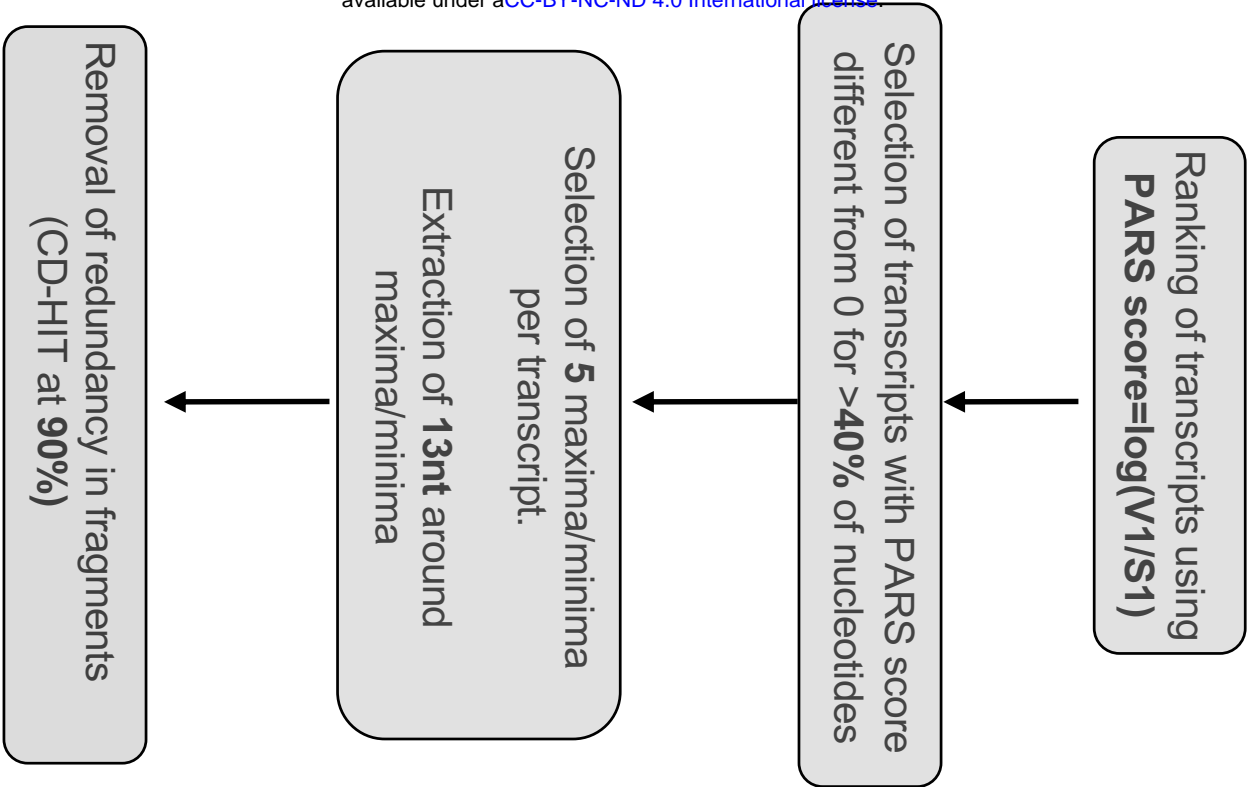 available under aCC-BY-NC-ND 4.0 International license.
Ranking of transcripts using
PARS score=log(V1/S1)
Selection of transcripts with PARS score
different from 0 for >40% of nucleotides
Selection of 5 maxima/minima
per transcript.
Extraction of 13nt around
maxima/minima
Removal of redundancy in fragments
(CD-HIT at 90%)